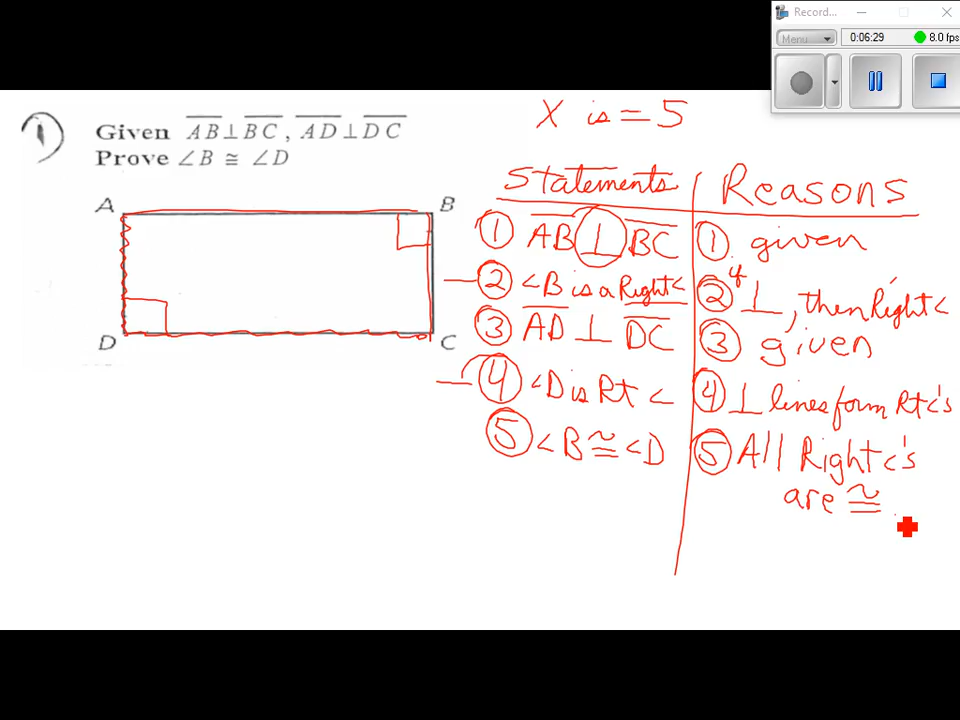 Record...
Menu
0:06:29
8.0 fps
X is = 5
1)
Given AB ⊥ BC, AD ⊥ DC
Prove ∠B ≅ ∠D
A B
D C
Statements Reasons
① AB ⊥ BC ① given
② <B is a Right < ② ⊥, then Right <
③ AD ⊥ DC ③ given
④ <D is Rt < ④ ⊥ lines form Rt <'s
⑤ <B ≅ <D ⑤ All Right <'s
are ≅